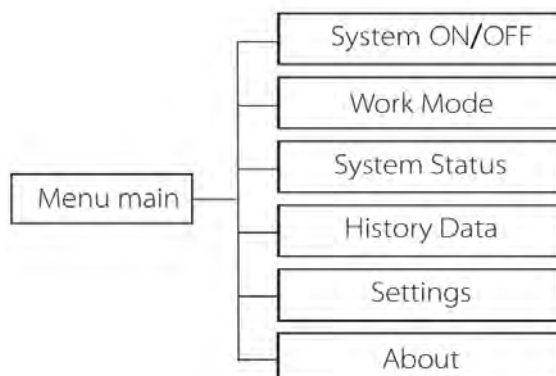 System ON/OFF
Work Mode
System Status
Menu main
History Data
Settings
About